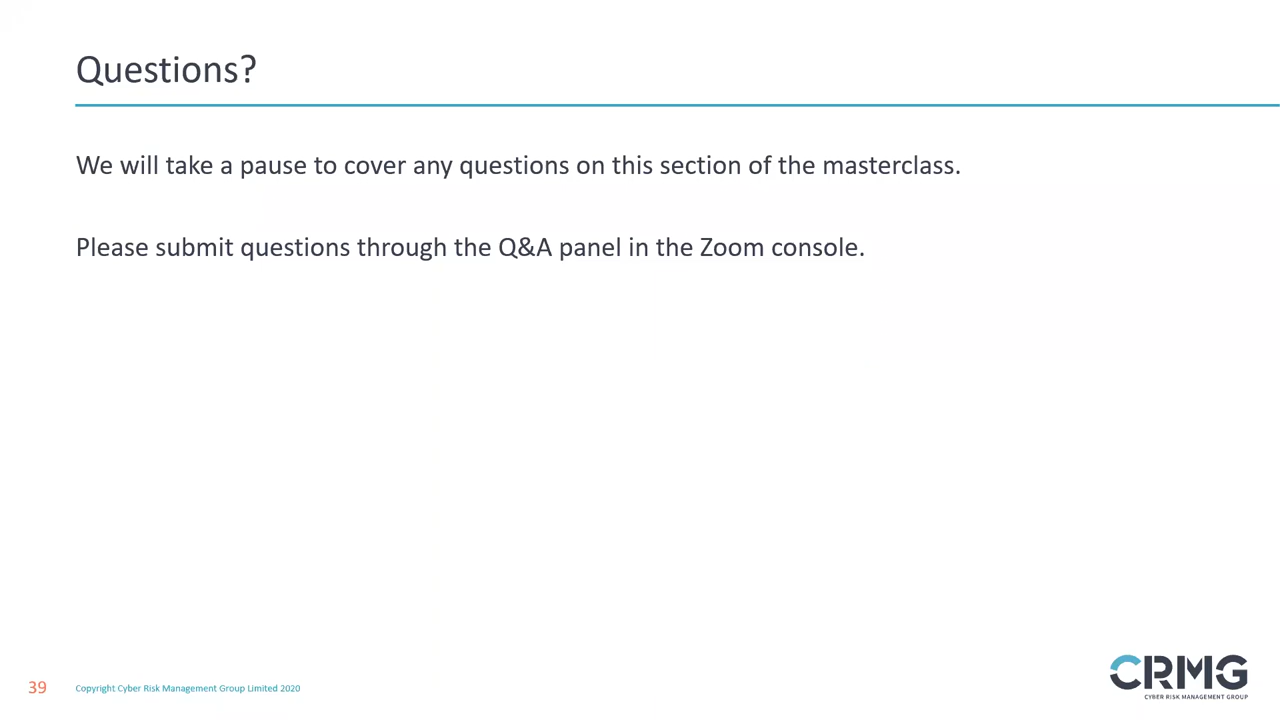 Questions?
We will take a pause to cover any questions on this section of the masterclass.
Please submit questions through the Q&A panel in the Zoom console.
39
Copyright Cyber Risk Management Group Limited 2020
CRMG
CYBER RISK MANAGEMENT GROUP